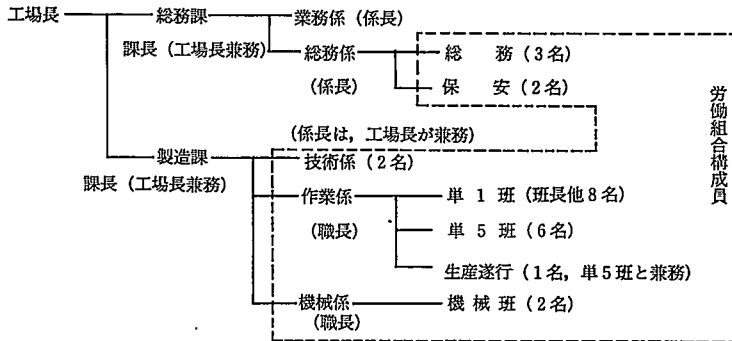 工場長 総務課 業務係（係長）
課長（工場長兼務） 総務係 総務（3名）
（係長） 保安（2名）
（係長は，工場長が兼務）
製造課 技術係（2名）
課長（工場長兼務） 作業係 単1班（班長他8名）
（職長） 単5班（6名）
生産遂行（1名，単5班と兼務）
機械係 機械班（2名）
（職長）
労働組合構成員